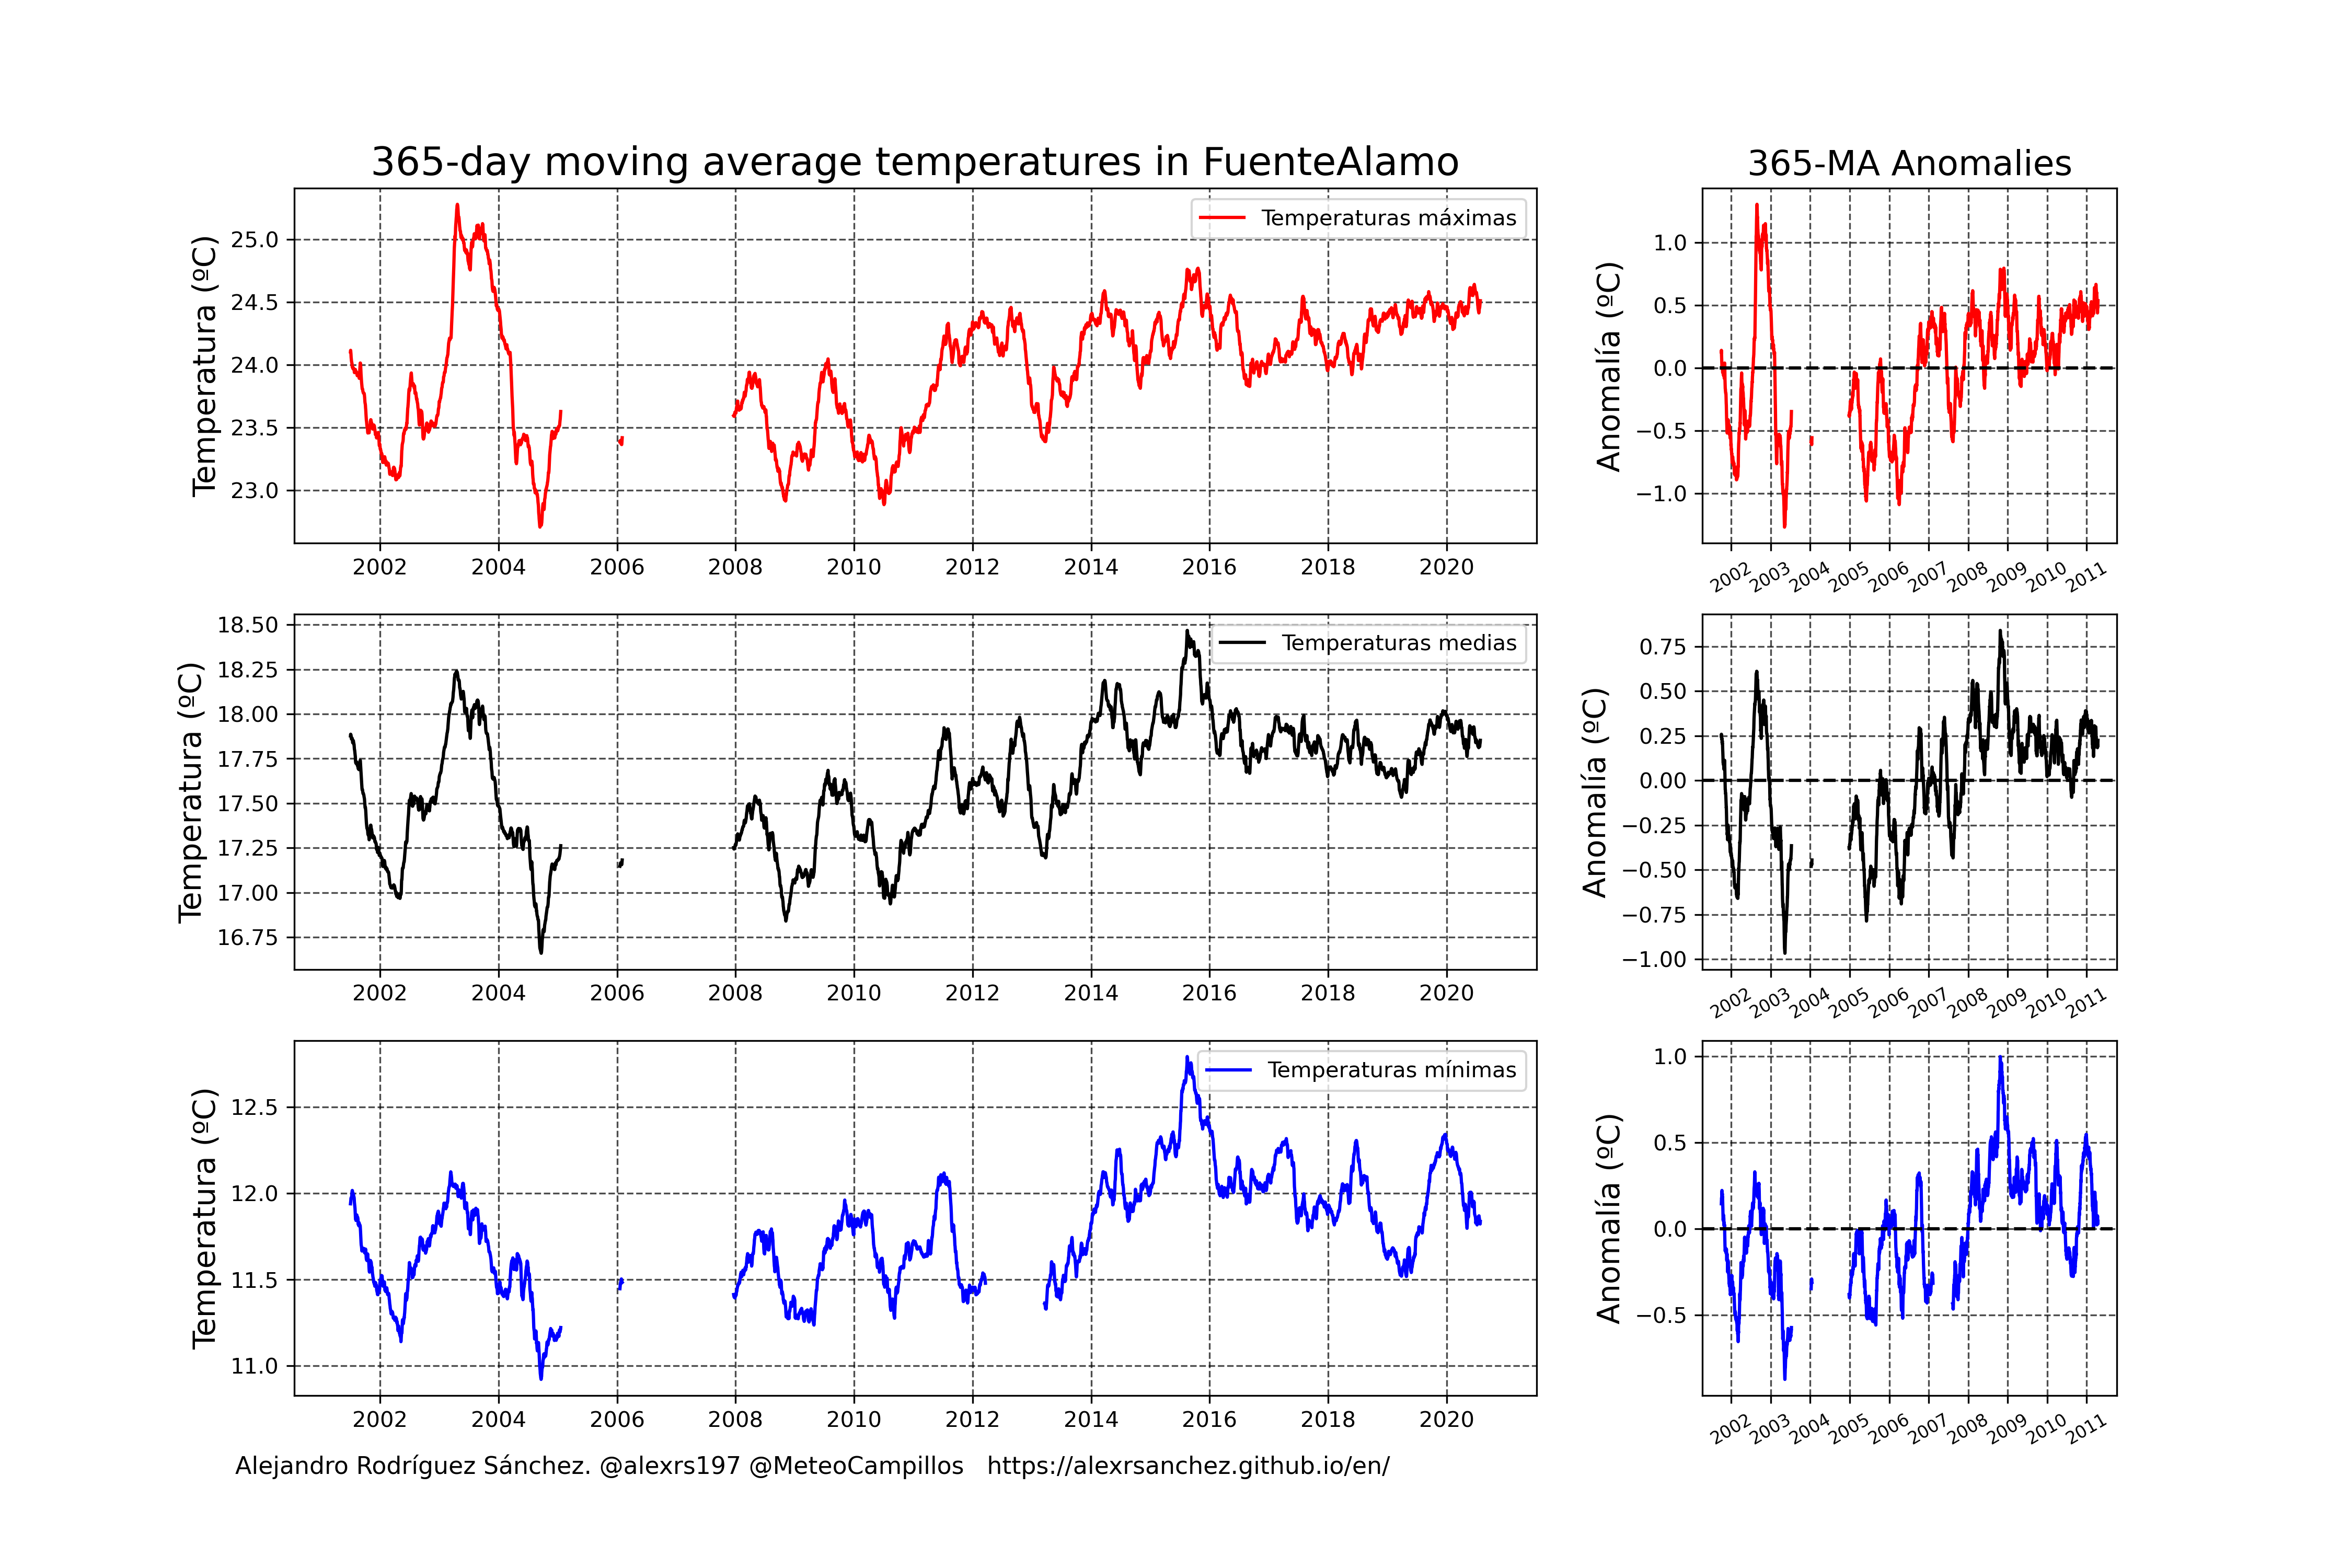 365-day moving average temperatures in FuenteAlamo
Temperatura (ºC)
25.0
24.5
24.0
23.5
23.0
Temperaturas máximas
2002 2004 2006 2008 2010 2012 2014 2016 2018 2020
365-MA Anomalies
Anomalía (ºC)
1.0
0.5
0.0
−0.5
−1.0
2002 2003 2004 2005 2006 2007 2008 2009 2010 2011
Temperatura (ºC)
18.50
18.25
18.00
17.75
17.50
17.25
17.00
16.75
Temperaturas medias
2002 2004 2006 2008 2010 2012 2014 2016 2018 2020
Anomalía (ºC)
0.75
0.50
0.25
0.00
−0.25
−0.50
−0.75
−1.00
2002 2003 2004 2005 2006 2007 2008 2009 2010 2011
Temperatura (ºC)
12.5
12.0
11.5
11.0
Temperaturas mínimas
2002 2004 2006 2008 2010 2012 2014 2016 2018 2020
Anomalía (ºC)
1.0
0.5
0.0
−0.5
2002 2003 2004 2005 2006 2007 2008 2009 2010 2011
Alejandro Rodríguez Sánchez. @alexrs197 @MeteoCampillos https://alexrsanchez.github.io/en/